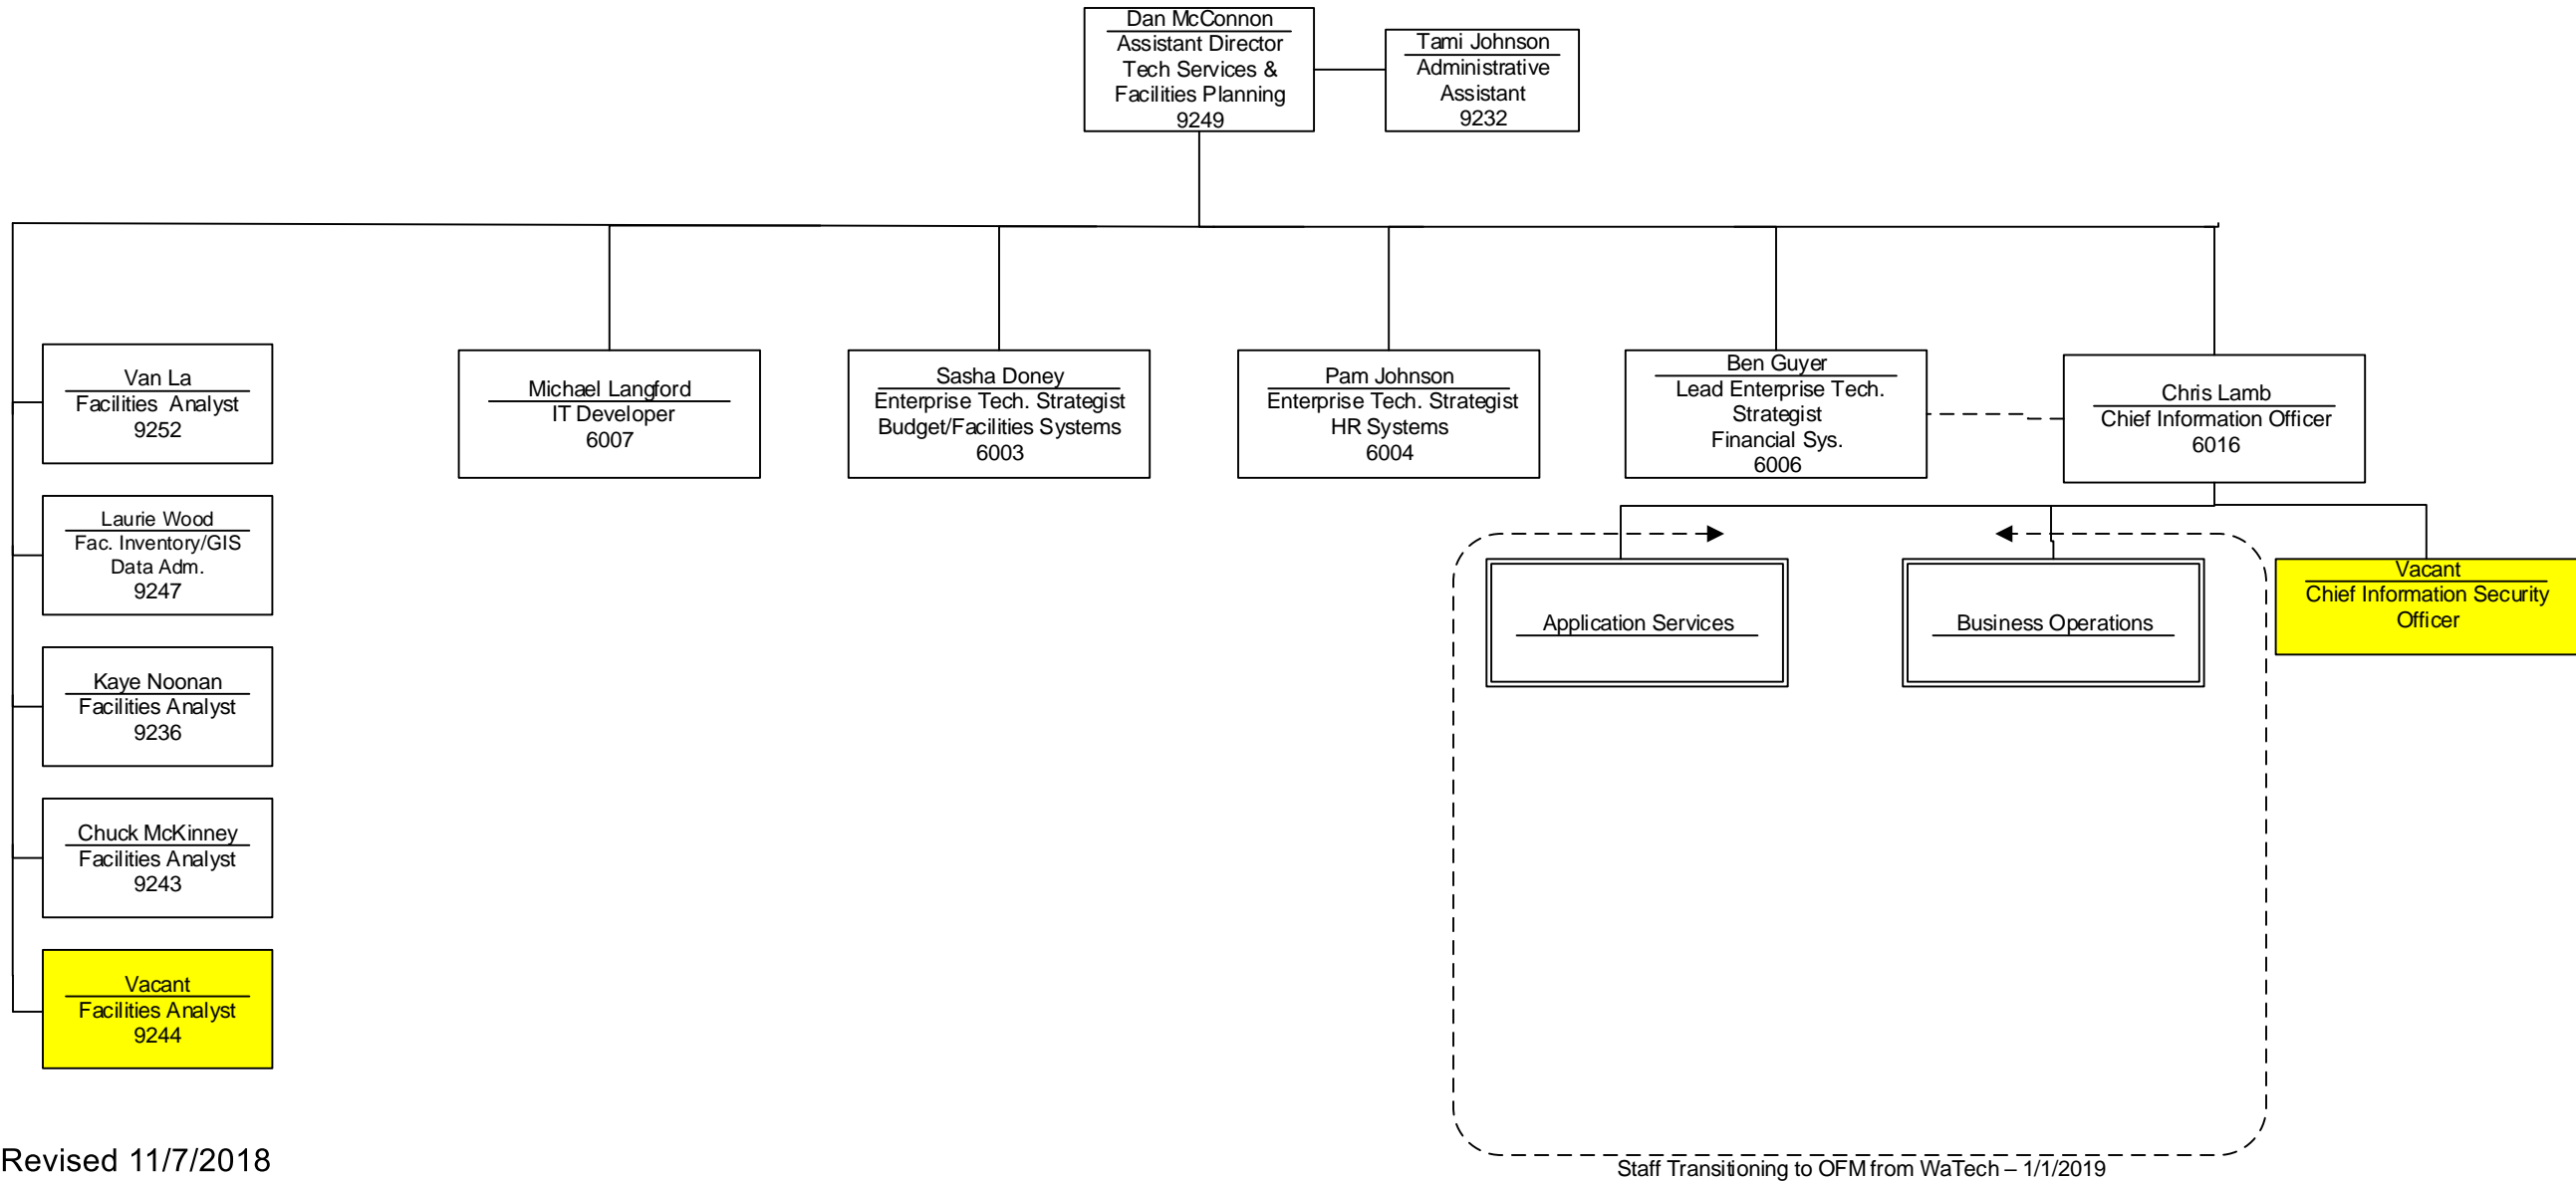 Dan McConnon
Assistant Director
Tech Services &
Facilities Planning
9249
Tami Johnson
Administrative
Assistant
9232
Van La
Facilities Analyst
9252
Laurie Wood
Fac. Inventory/GIS
Data Adm.
9247
Kaye Noonan
Facilities Analyst
9236
Chuck McKinney
Facilities Analyst
9243
Vacant
Facilities Analyst
9244
Michael Langford
IT Developer
6007
Sasha Doney
Enterprise Tech. Strategist
Budget/Facilities Systems
6003
Pam Johnson
Enterprise Tech. Strategist
HR Systems
6004
Ben Guyer
Lead Enterprise Tech.
Strategist
Financial Sys.
6006
Chris Lamb
Chief Information Officer
6016
Application Services
Business Operations
Vacant
Chief Information Security
Officer
Revised 11/7/2018
Staff Transitioning to OFM from WaTech – 1/1/2019